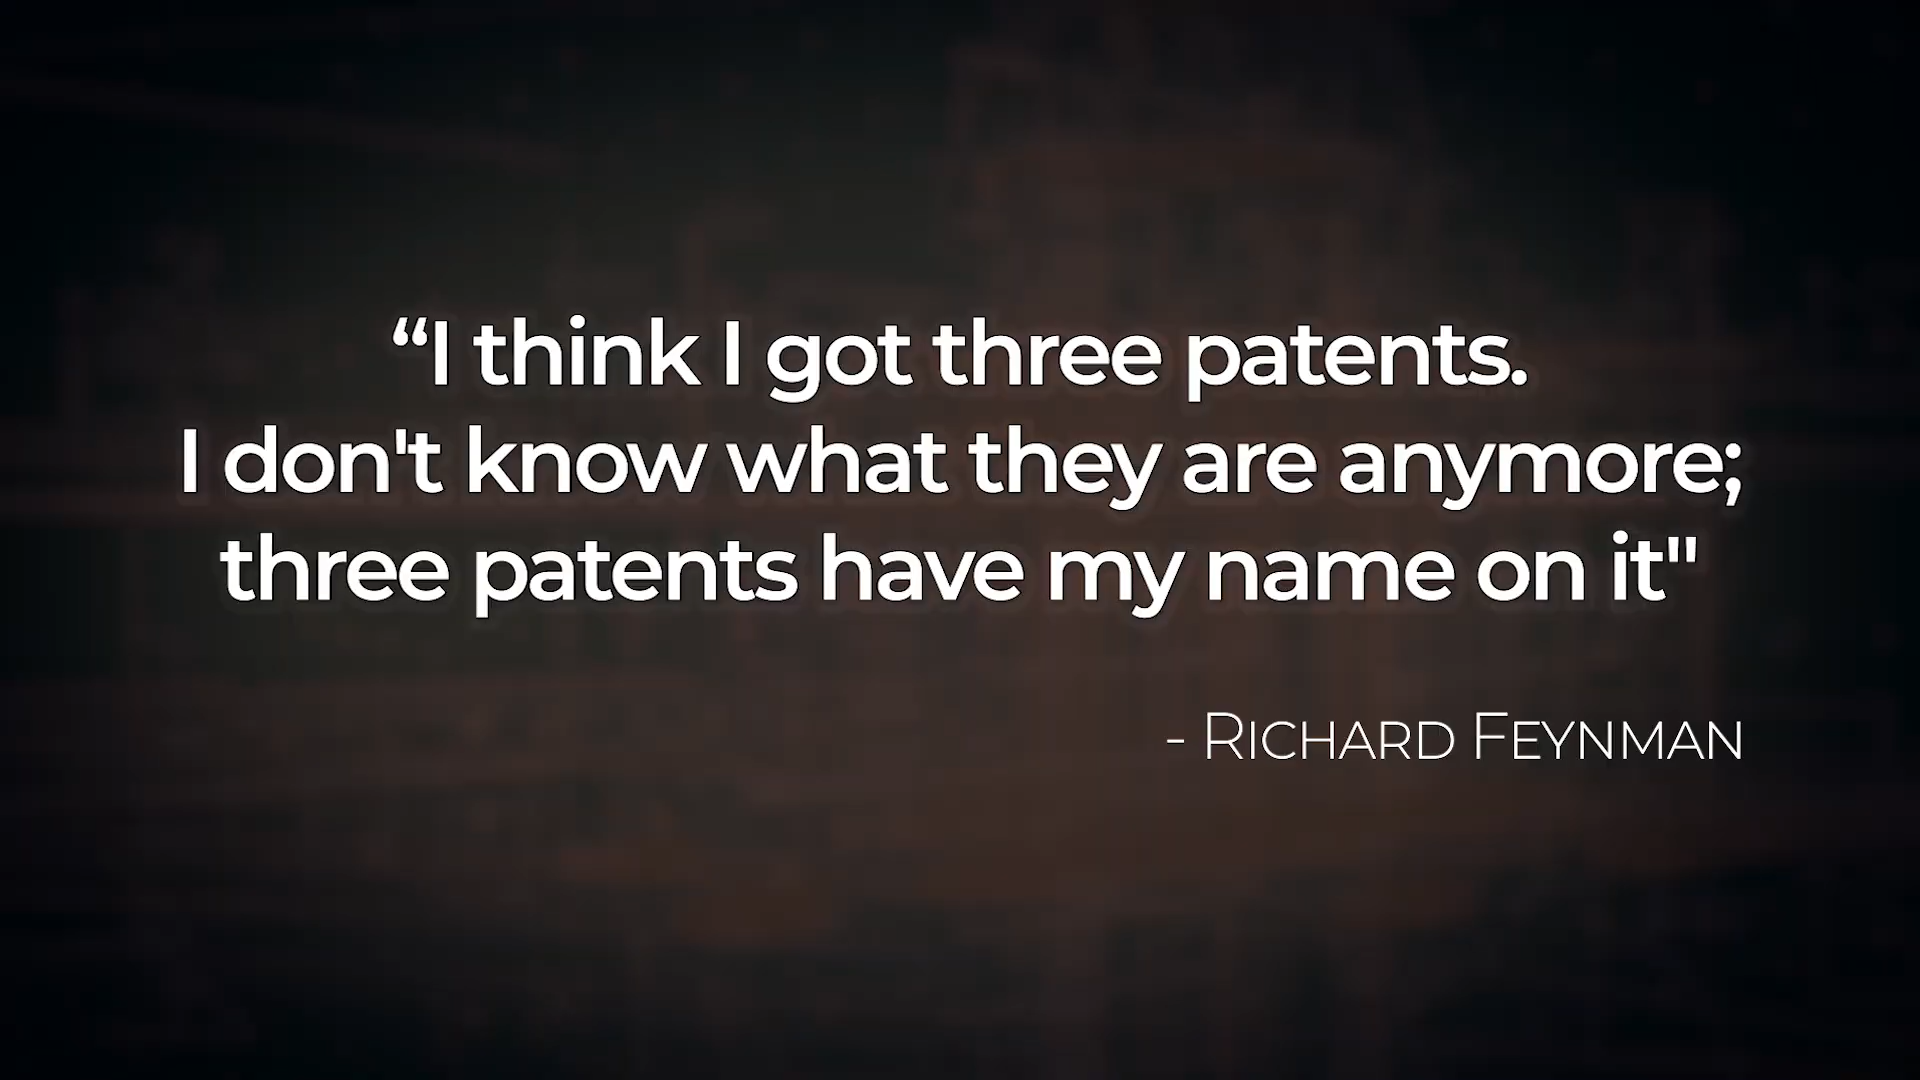 “I think I got three patents.
I don't know what they are anymore;
three patents have my name on it"
- Richard Feynman